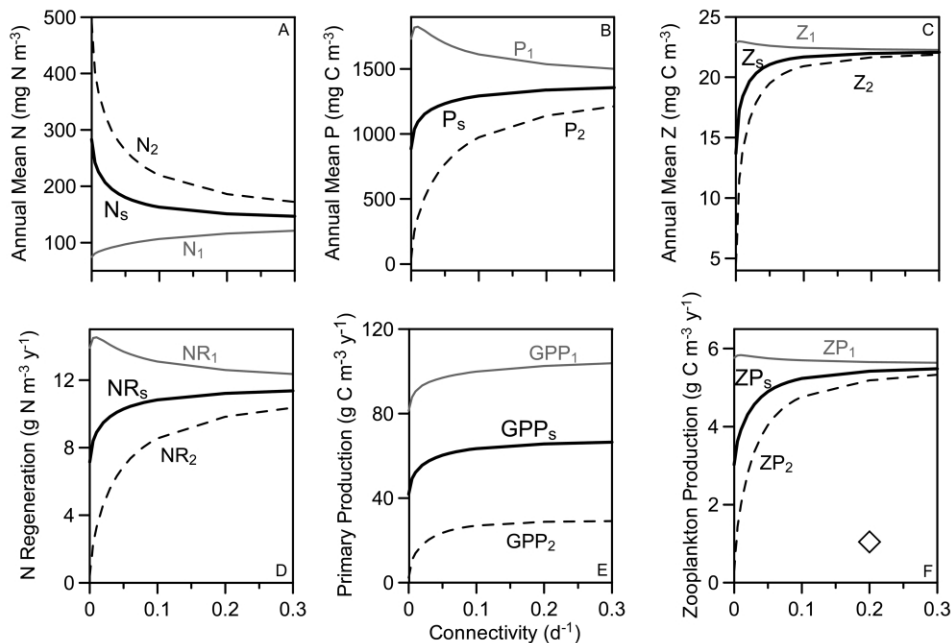 500
400
300
200
100
Annual Mean N (mg N m⁻³)
A
N₂
Nₛ
N₁
1500
1000
500
0
Annual Mean P (mg C m⁻³)
B
P₁
Pₛ
P₂
25
20
15
10
5
4
Annual Mean Z (mg C m⁻³)
C
Z₁
Zₛ
Z₂
12
8
4
0
N Regeneration (g N m⁻³ y⁻¹)
NR₁
NRₛ
NR₂
D
0 0.1 0.2 0.3
120
80
40
0
Primary Production (g C m⁻³ y⁻¹)
GPP₁
GPPₛ
GPP₂
E
0 0.1 0.2 0.3
Connectivity (d⁻¹)
6
4
2
0
Zooplankton Production (g C m⁻³ y⁻¹)
ZP₁
ZPₛ
ZP₂
F
0 0.1 0.2 0.3